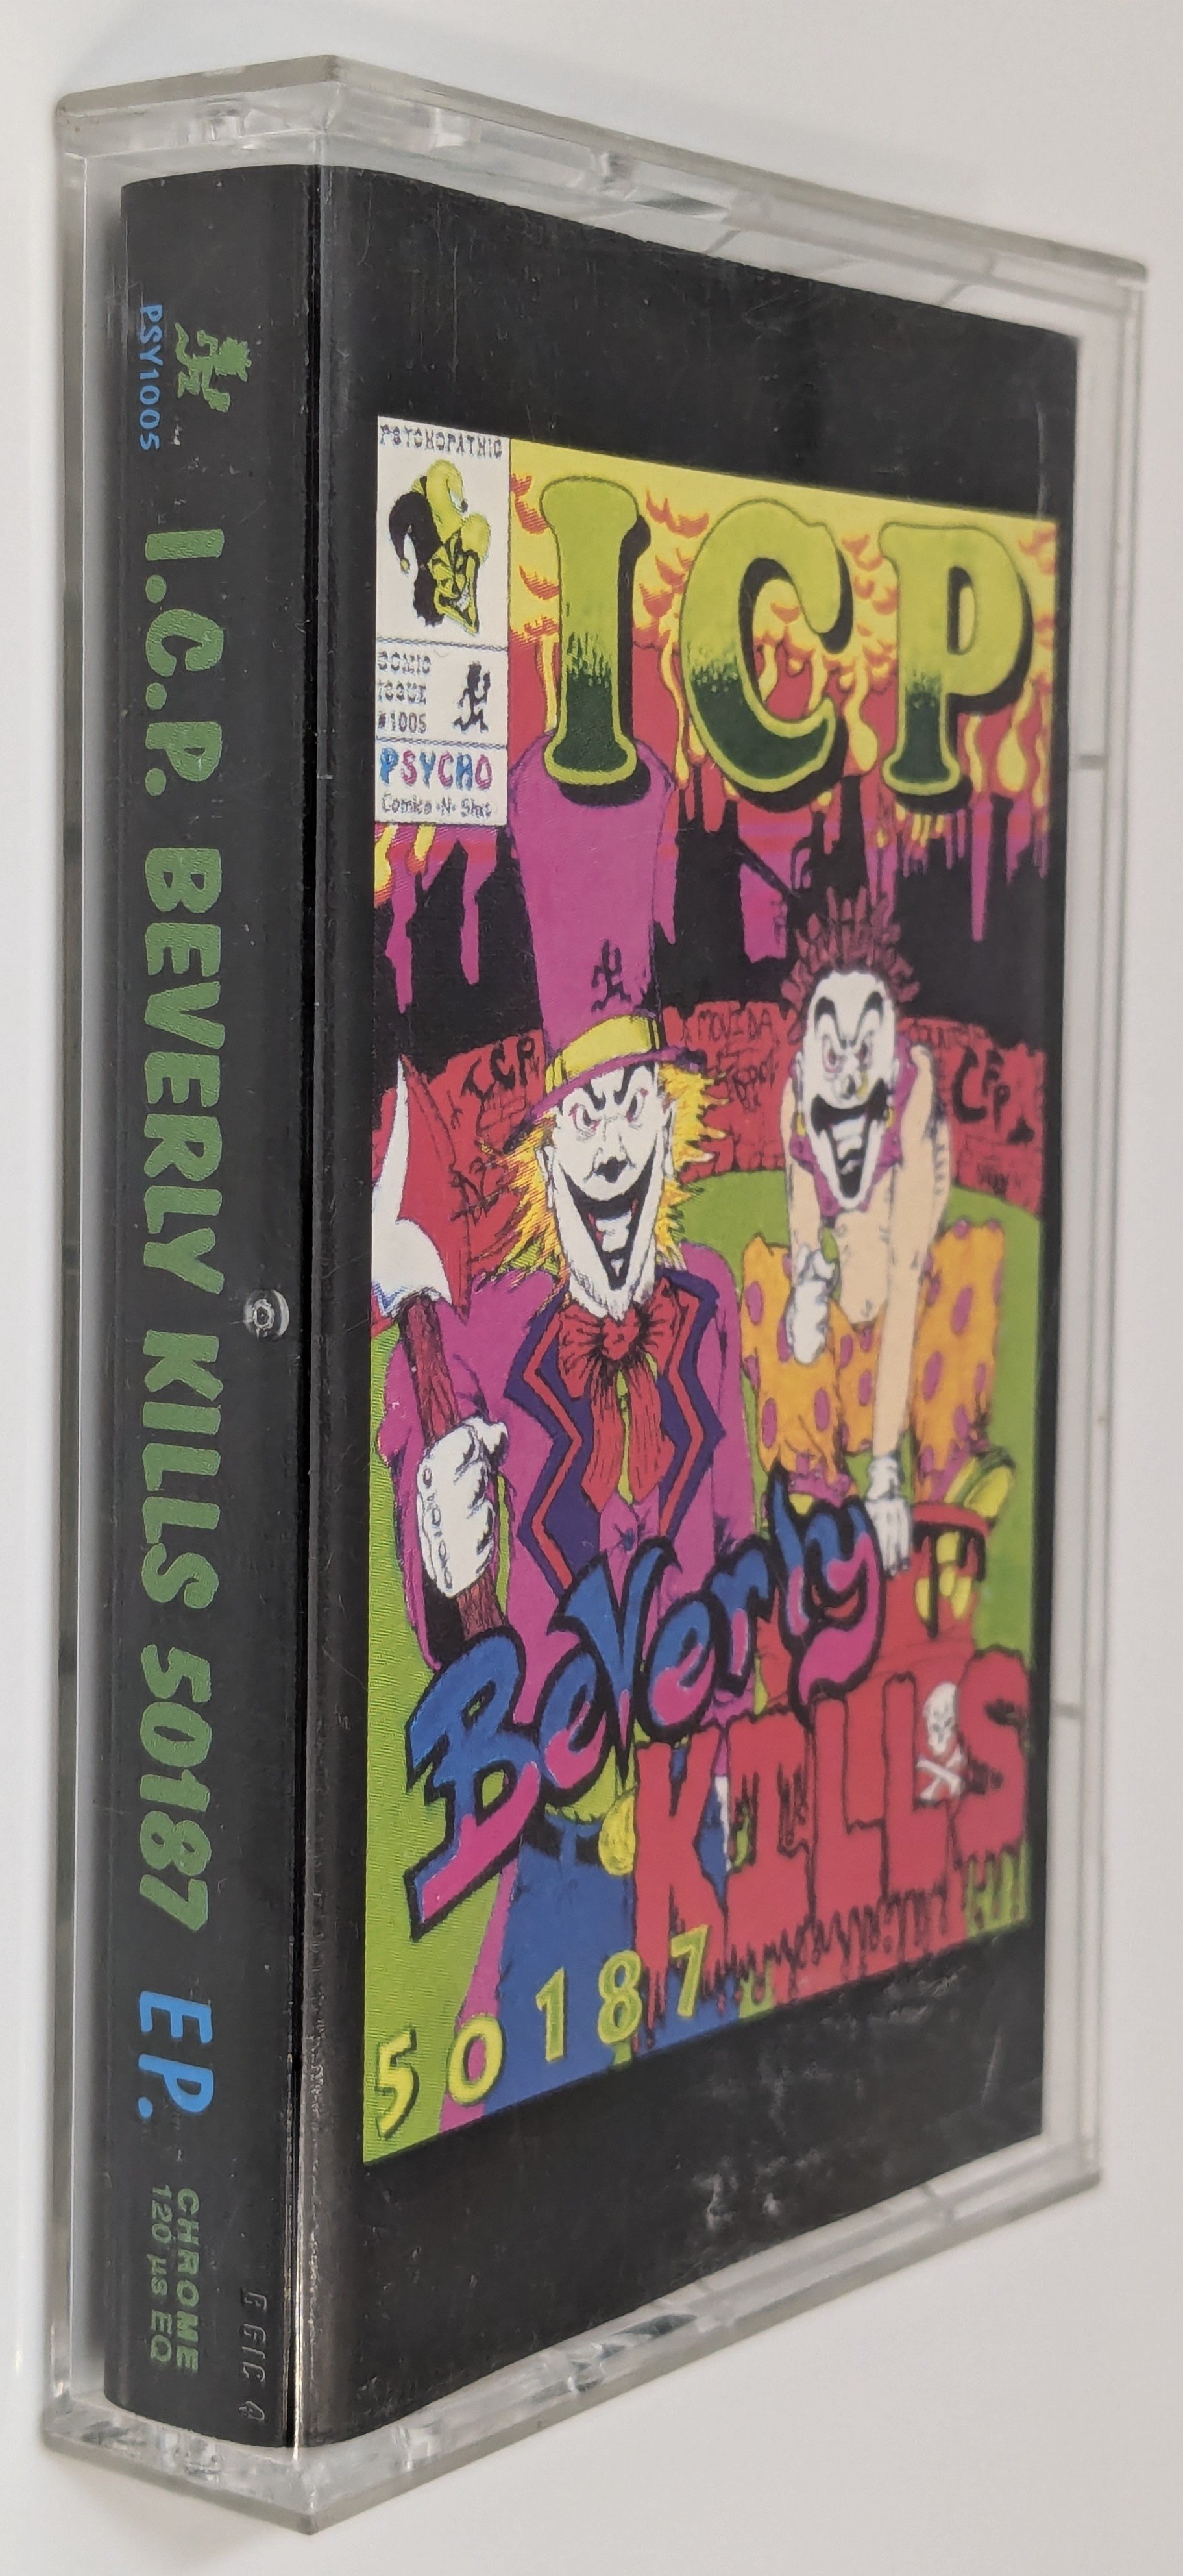 PSY1005
I.C.P. BEVERLY KILLS 50187 EP.
CHROME
120 µs EQ
PSYCHOPATHIC
COMIC
ISSUE
#1005
PSYCHO
Comics -N- Shit
ICP
I.C.P.
Beverly
KILLS
50187